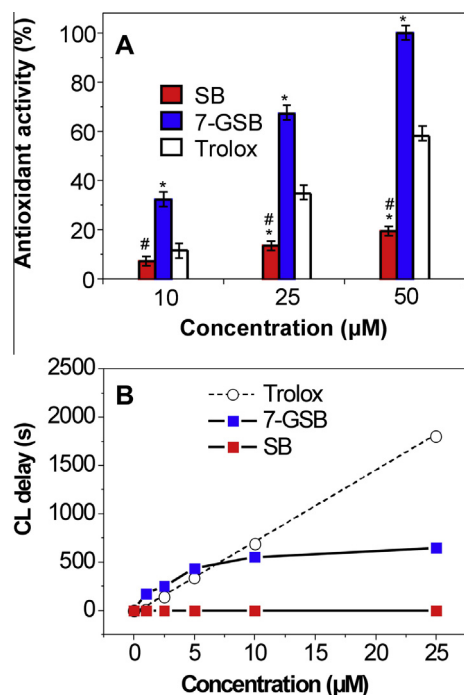 A
Antioxidant activity (%)
100
80
60
40
20
0
SB
7-GSB
Trolox
#
*
#
*
*
#
*
*
10
25
50
Concentration (µM)
B
CL delay (s)
2500
2000
1500
1000
500
0
Trolox
7-GSB
SB
0
5
10
15
20
25
Concentration (µM)